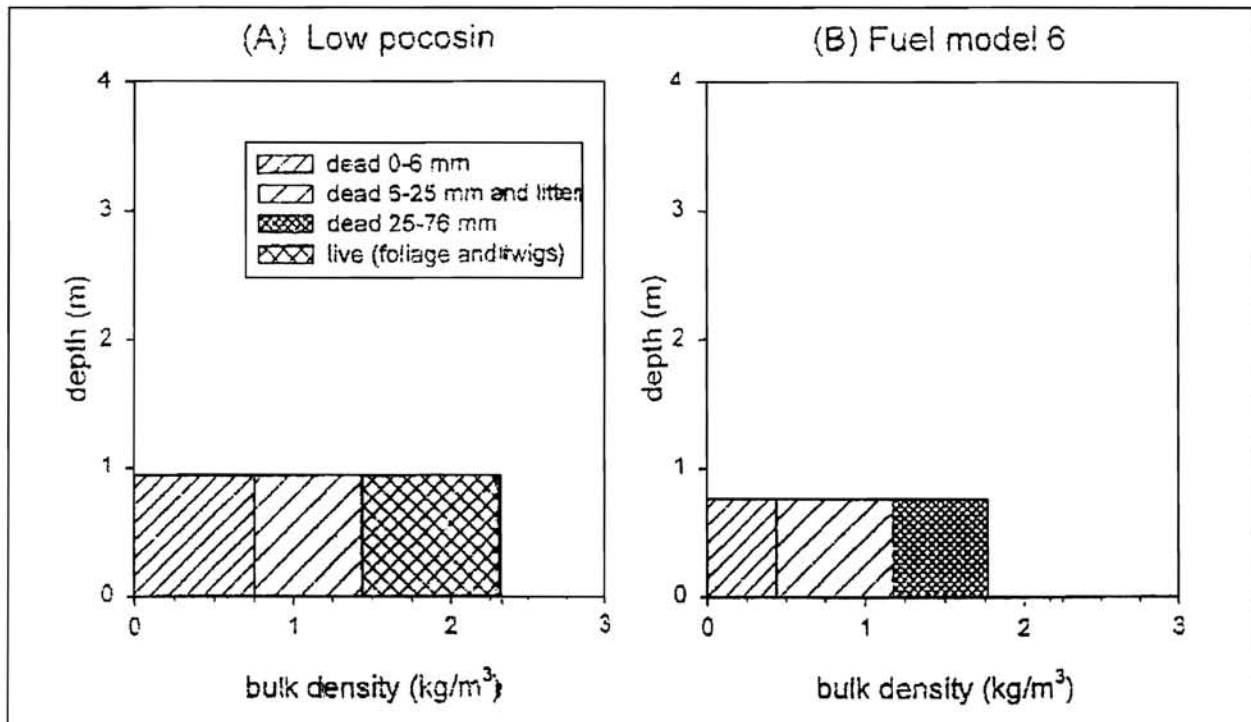 (A) Low pocosin
4
3
2
1
0
depth (m)
dead 0-6 mm
dead 6-25 mm and litter
dead 25-76 mm
live (foliage and twigs)
0
1
2
3
bulk density (kg/m³)
(B) Fuel model 6
4
3
2
1
0
depth (m)
0
1
2
3
bulk density (kg/m³)